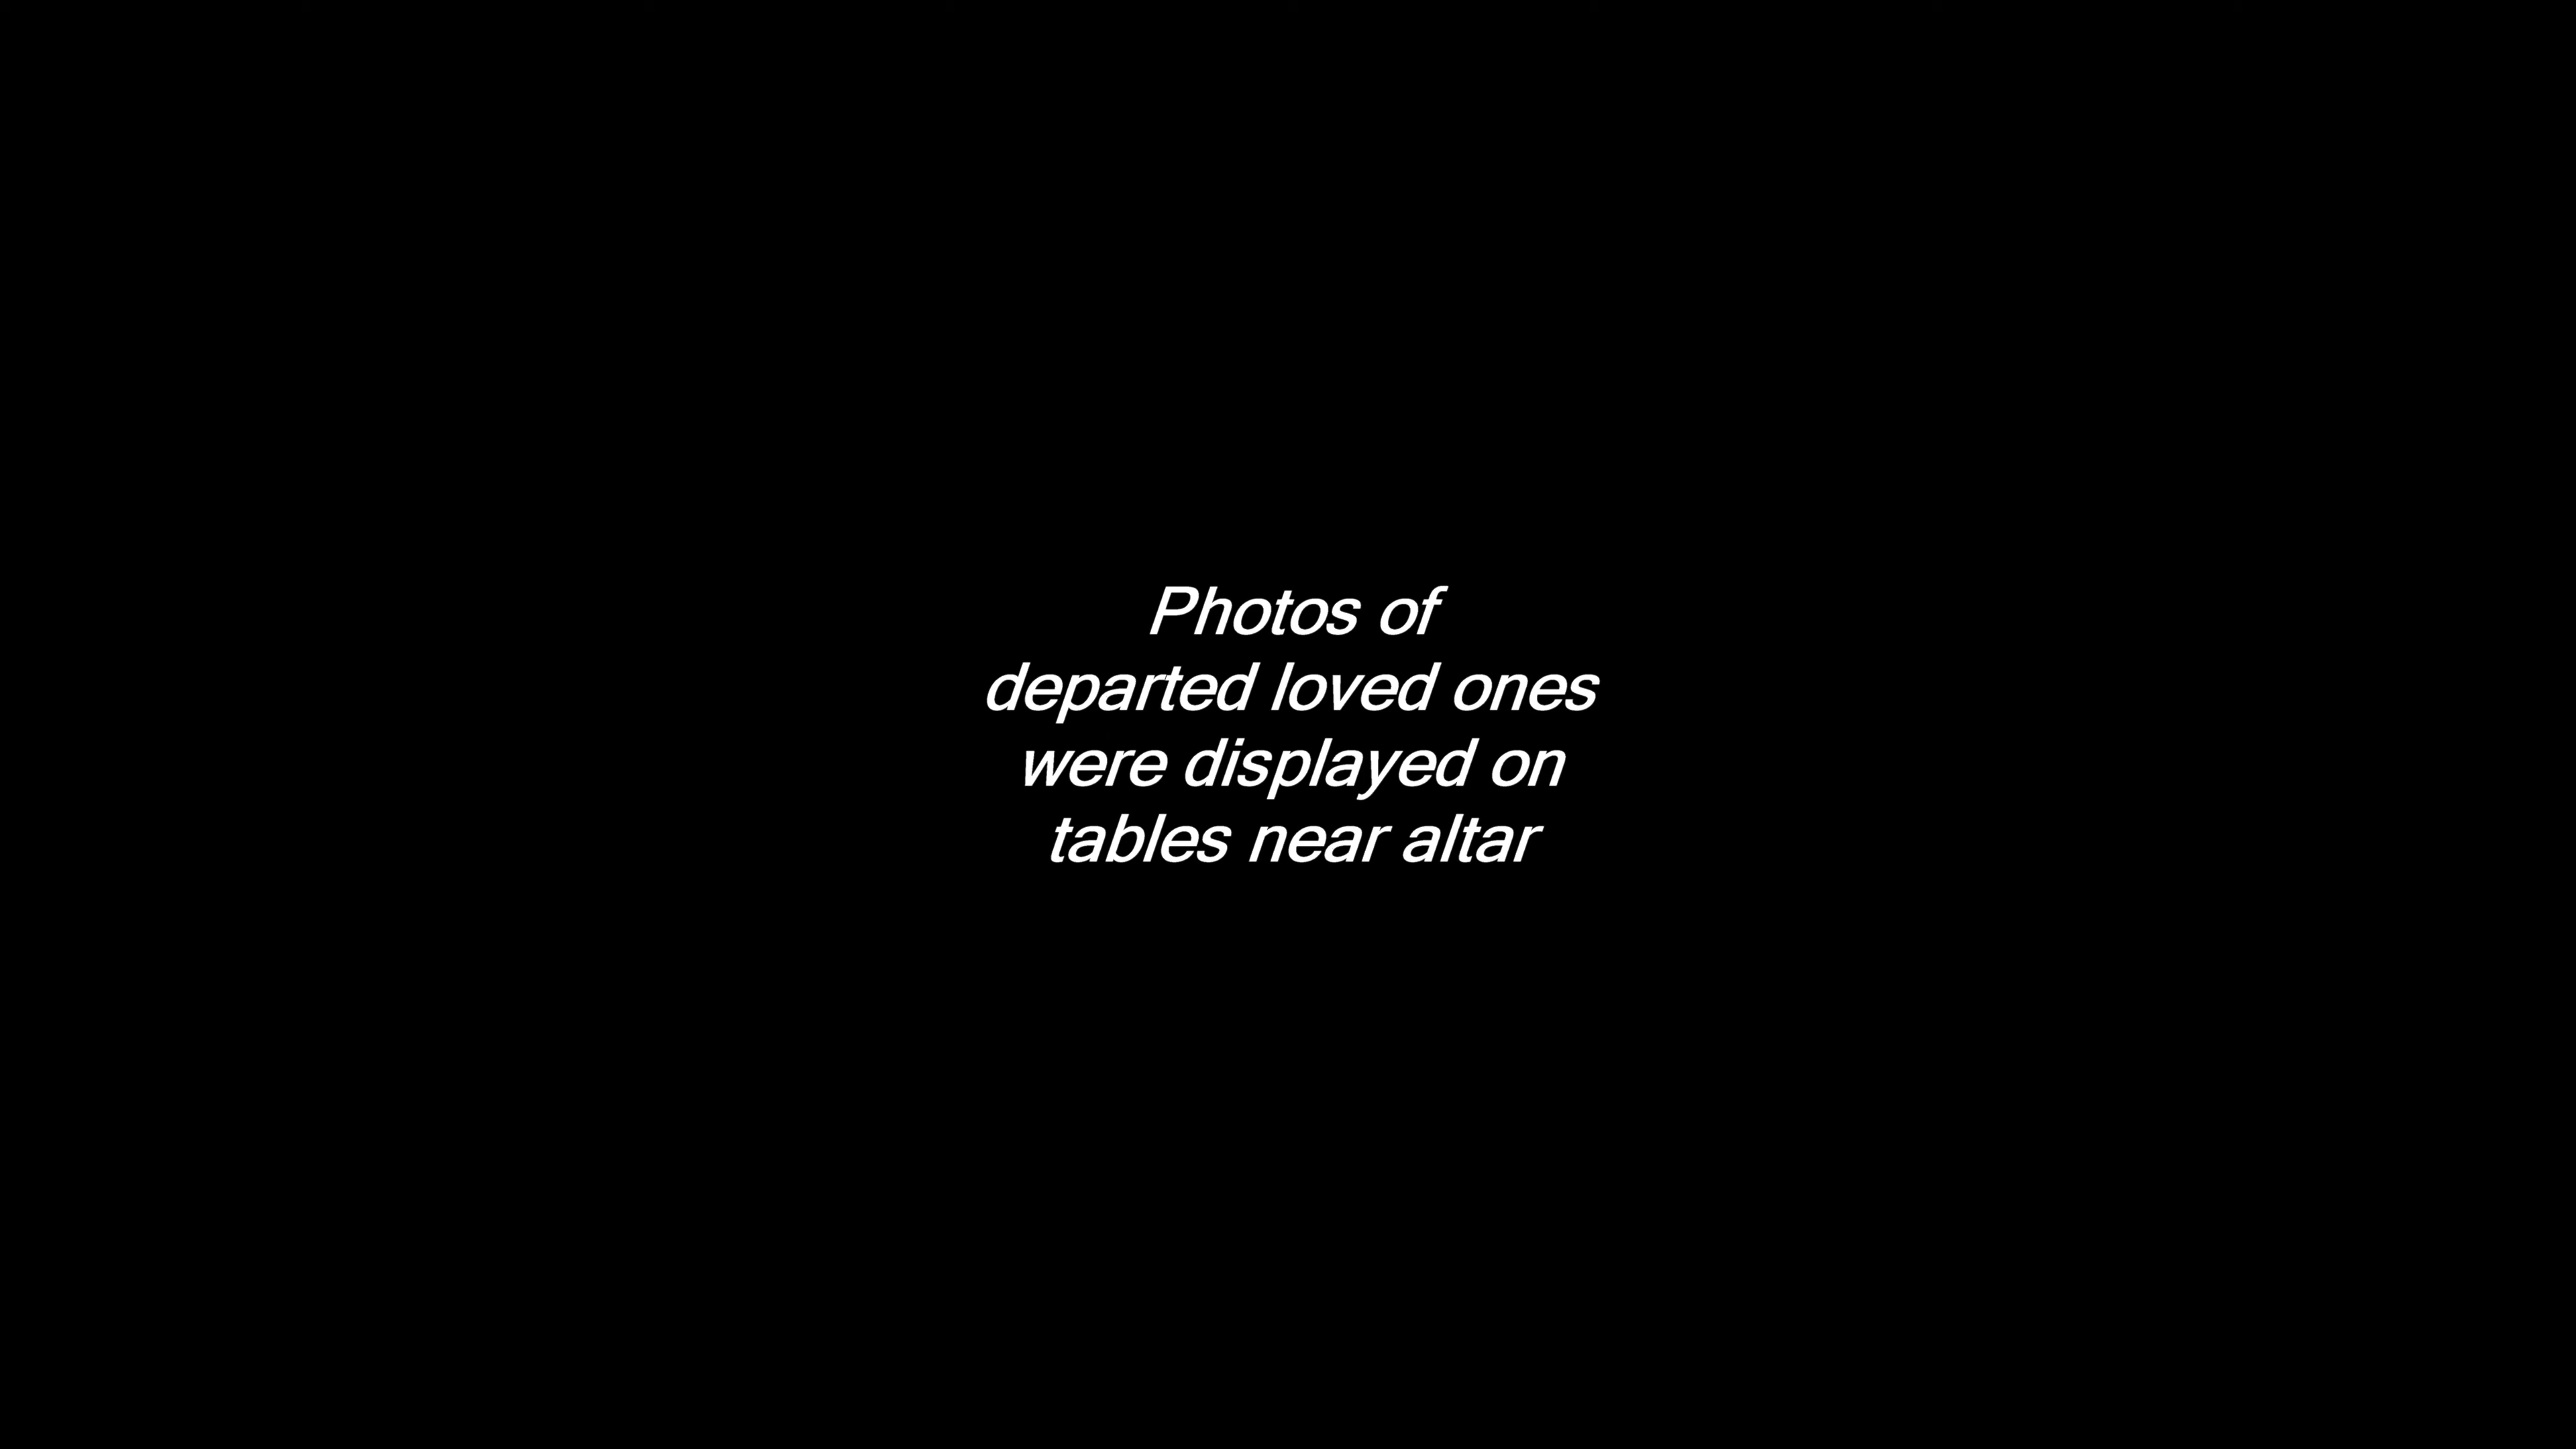 Photos of
departed loved ones
were displayed on
tables near altar